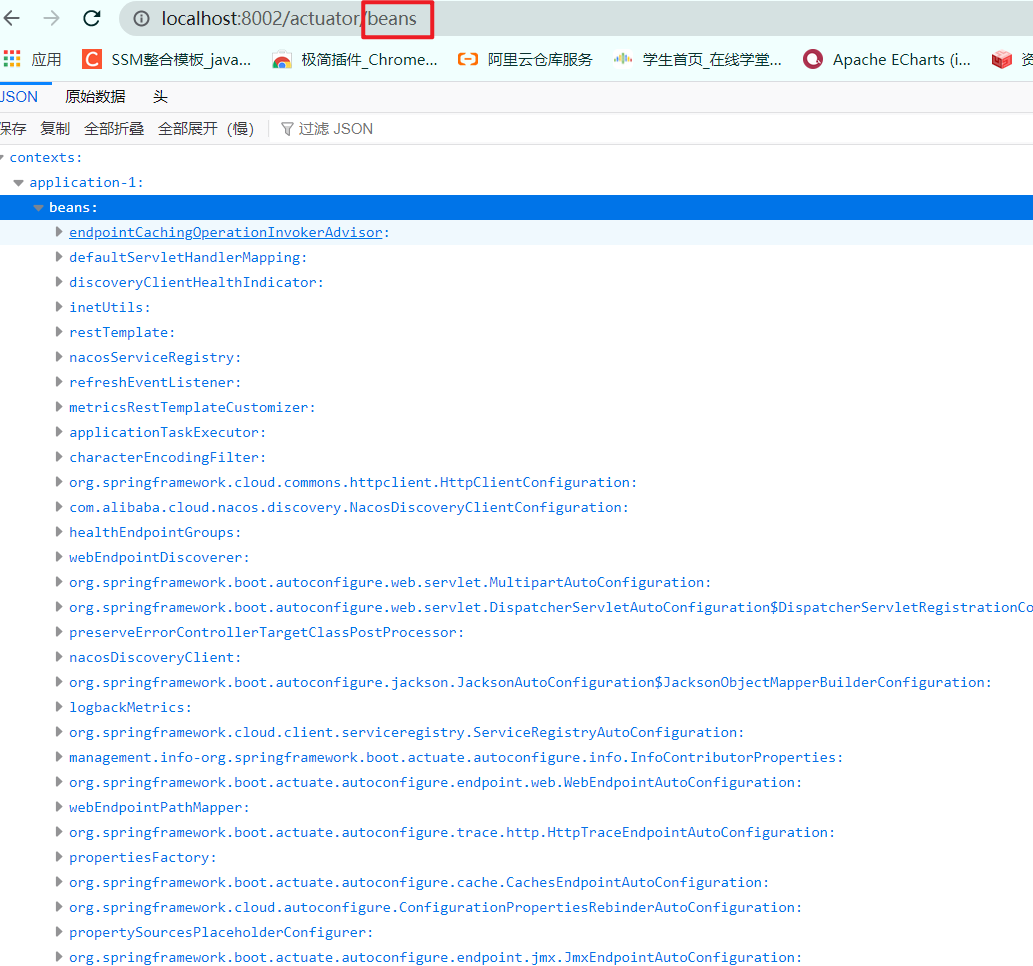 localhost:8002/actuator/beans
应用 SSM整合模板_java... 极简插件_Chrome... 阿里云仓库服务 学生首页_在线学堂... Apache ECharts (i...
JSON 原始数据 头
保存 复制 全部折叠 全部展开 (慢) 过滤 JSON
contexts:
application-1:
beans:
endpointCachingOperationInvokerAdvisor:
defaultServletHandlerMapping:
discoveryClientHealthIndicator:
inetUtils:
restTemplate:
nacosServiceRegistry:
refreshEventListener:
metricsRestTemplateCustomizer:
applicationTaskExecutor:
characterEncodingFilter:
org.springframework.cloud.commons.httpclient.HttpClientConfiguration:
com.alibaba.cloud.nacos.discovery.NacosDiscoveryClientConfiguration:
healthEndpointGroups:
webEndpointDiscoverer:
org.springframework.boot.autoconfigure.web.servlet.MultipartAutoConfiguration:
org.springframework.boot.autoconfigure.web.servlet.DispatcherServletAutoConfiguration$DispatcherServletRegistrationCo
preserveErrorControllerTargetClassPostProcessor:
nacosDiscoveryClient:
org.springframework.boot.autoconfigure.jackson.JacksonAutoConfiguration$JacksonObjectMapperBuilderConfiguration:
logbackMetrics:
org.springframework.cloud.client.serviceregistry.ServiceRegistryAutoConfiguration:
management.info-org.springframework.boot.actuate.autoconfigure.info.InfoContributorProperties:
org.springframework.boot.actuate.autoconfigure.endpoint.web.WebEndpointAutoConfiguration:
webEndpointPathMapper:
org.springframework.boot.actuate.autoconfigure.trace.http.HttpTraceEndpointAutoConfiguration:
propertiesFactory:
org.springframework.boot.actuate.autoconfigure.cache.CachesEndpointAutoConfiguration:
org.springframework.cloud.autoconfigure.ConfigurationPropertiesRebinderAutoConfiguration:
propertySourcesPlaceholderConfigurer:
org.springframework.boot.actuate.autoconfigure.endpoint.jmx.JmxEndpointAutoConfiguration: